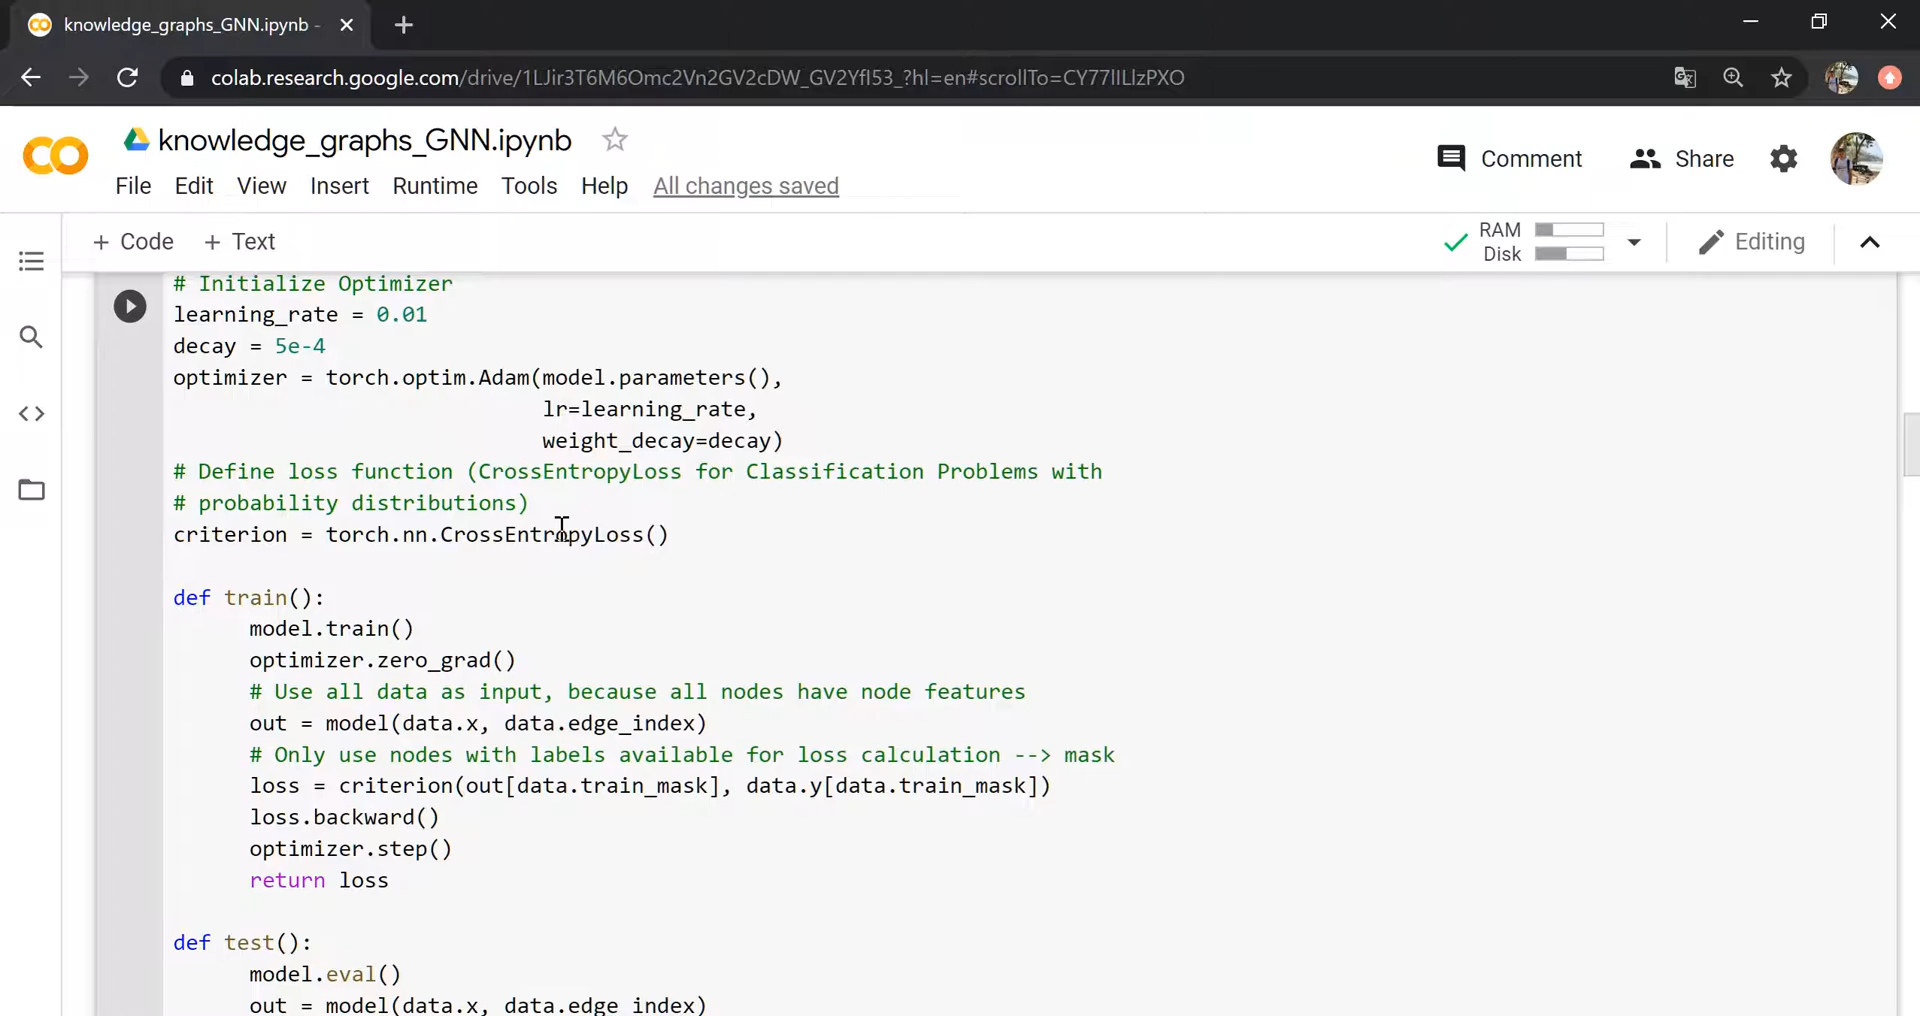 knowledge_graphs_GNN.ipynb -
colab.research.google.com/drive/1LJir3T6M6Omc2Vn2GV2cDW_GV2YfI53_?hl=en#scrollTo=CY77lILlzPXO
knowledge_graphs_GNN.ipynb
Comment Share
File Edit View Insert Runtime Tools Help All changes saved
+ Code + Text
RAM
Disk
Editing
# Initialize Optimizer
learning_rate = 0.01
decay = 5e-4
optimizer = torch.optim.Adam(model.parameters(),
lr=learning_rate,
weight_decay=decay)
# Define loss function (CrossEntropyLoss for Classification Problems with
# probability distributions)
criterion = torch.nn.CrossEntropyLoss()
def train():
model.train()
optimizer.zero_grad()
# Use all data as input, because all nodes have node features
out = model(data.x, data.edge_index)
# Only use nodes with labels available for loss calculation --> mask
loss = criterion(out[data.train_mask], data.y[data.train_mask])
loss.backward()
optimizer.step()
return loss
def test():
model.eval()
out = model(data.x, data.edge_index)